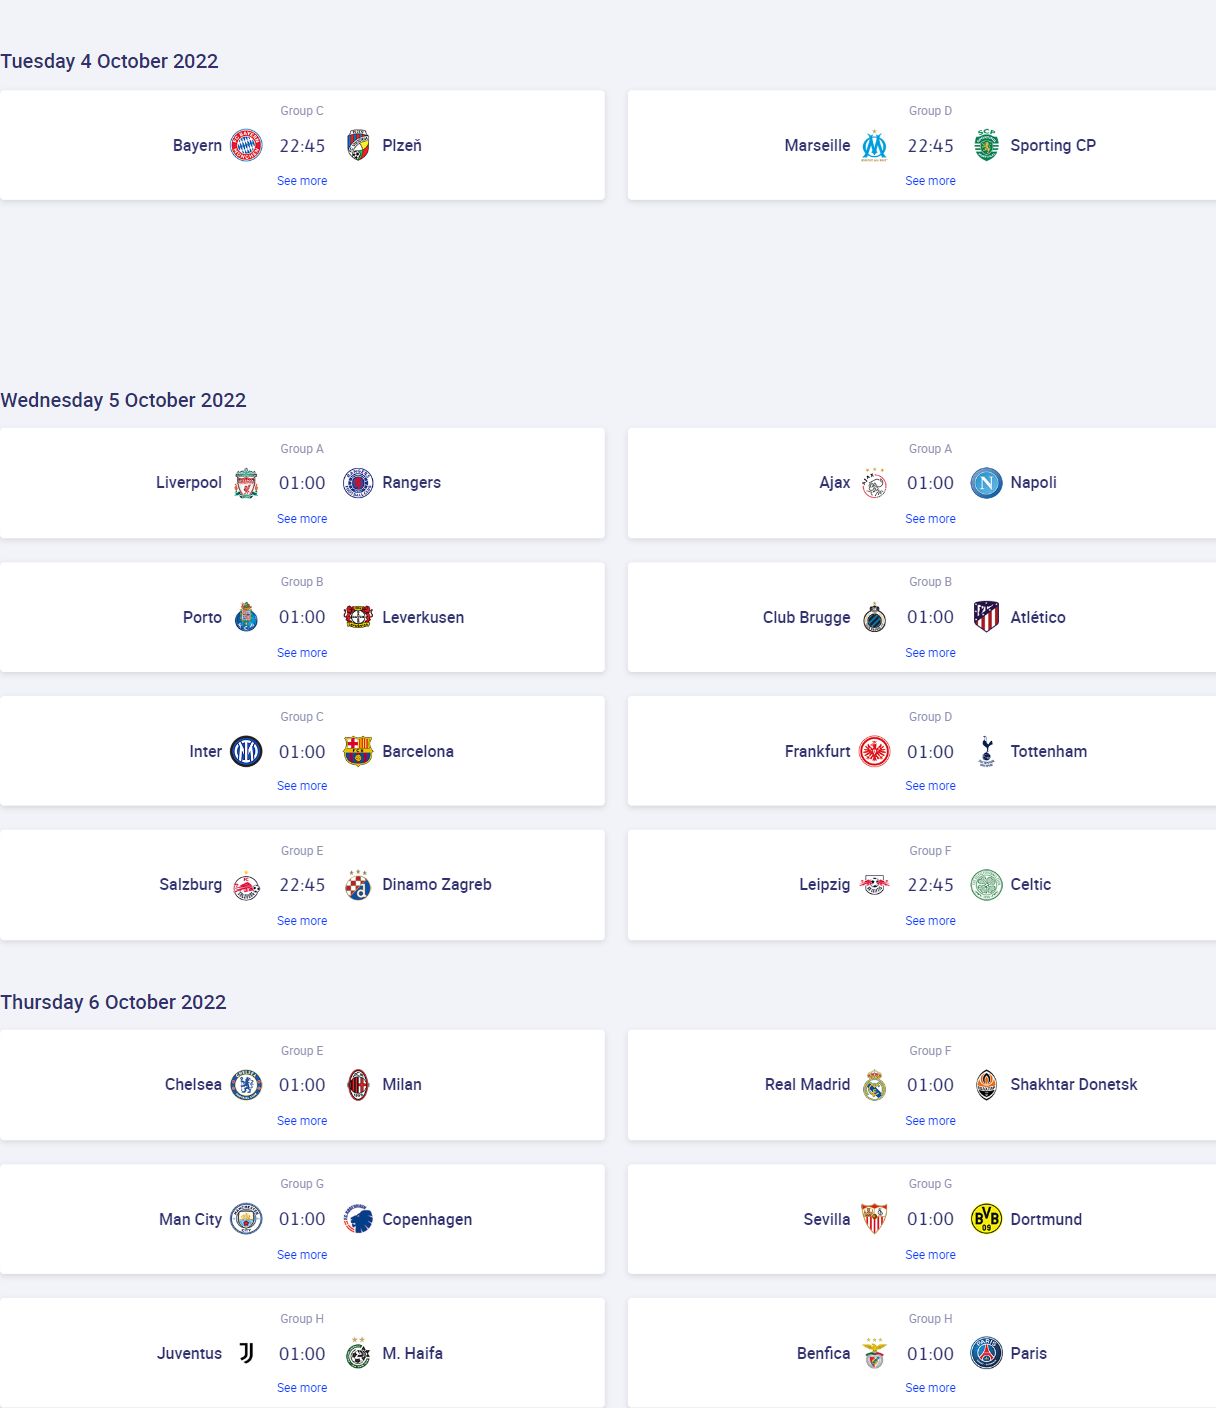 Tuesday 4 October 2022
Group C
Bayern 22:45 Plzeň
See more
Group D
Marseille 22:45 Sporting CP
See more
Wednesday 5 October 2022
Group A
Liverpool 01:00 Rangers
See more
Group A
Ajax 01:00 Napoli
See more
Group B
Porto 01:00 Leverkusen
See more
Group B
Club Brugge 01:00 Atlético
See more
Group C
Inter 01:00 Barcelona
See more
Group D
Frankfurt 01:00 Tottenham
See more
Group E
Salzburg 22:45 Dinamo Zagreb
See more
Group F
Leipzig 22:45 Celtic
See more
Thursday 6 October 2022
Group E
Chelsea 01:00 Milan
See more
Group F
Real Madrid 01:00 Shakhtar Donetsk
See more
Group G
Man City 01:00 Copenhagen
See more
Group G
Sevilla 01:00 Dortmund
See more
Group H
Juventus 01:00 M. Haifa
See more
Group H
Benfica 01:00 Paris
See more